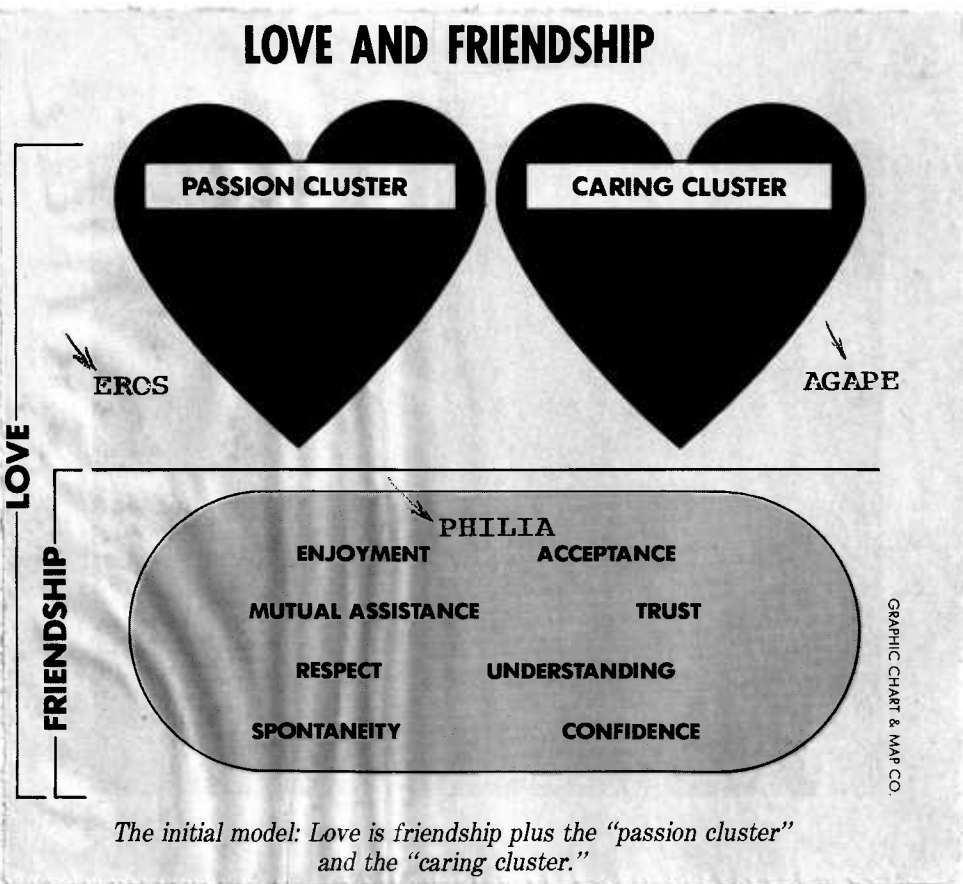 LOVE AND FRIENDSHIP
PASSION CLUSTER
CARING CLUSTER
EROS
AGAPE
LOVE
FRIENDSHIP
PHILIA
ENJOYMENT ACCEPTANCE
MUTUAL ASSISTANCE TRUST
RESPECT UNDERSTANDING
SPONTANEITY CONFIDENCE
GRAPHIC CHART & MAP CO.
The initial model: Love is friendship plus the “passion cluster”
and the “caring cluster.”